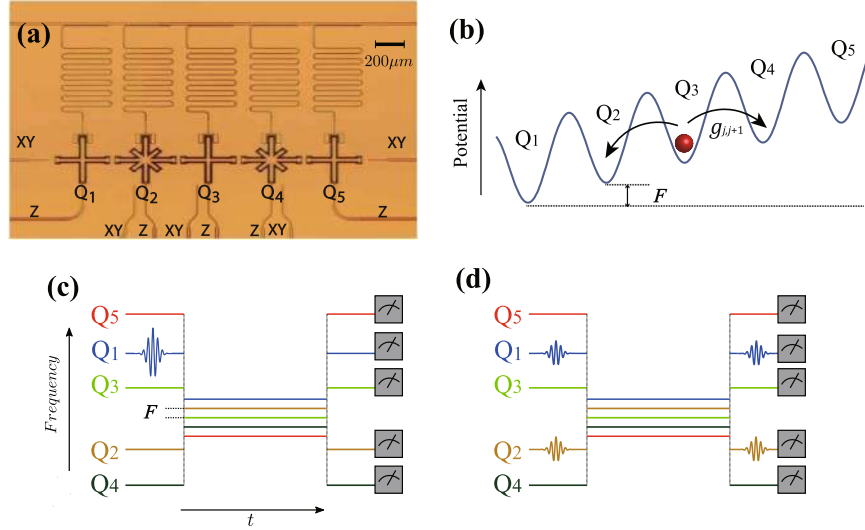 (a)
200μm
XY
XY
Q1
Q2
Q3
Q4
Q5
Z
XY
Z
XY
Z
Z
XY
Z
(b)
Potential
Q1
Q2
Q3
Q4
Q5
gj,j+1
F
(c)
Frequency
Q5
Q1
Q3
F
Q2
Q4
t
(d)
Q5
Q1
Q3
Q2
Q4